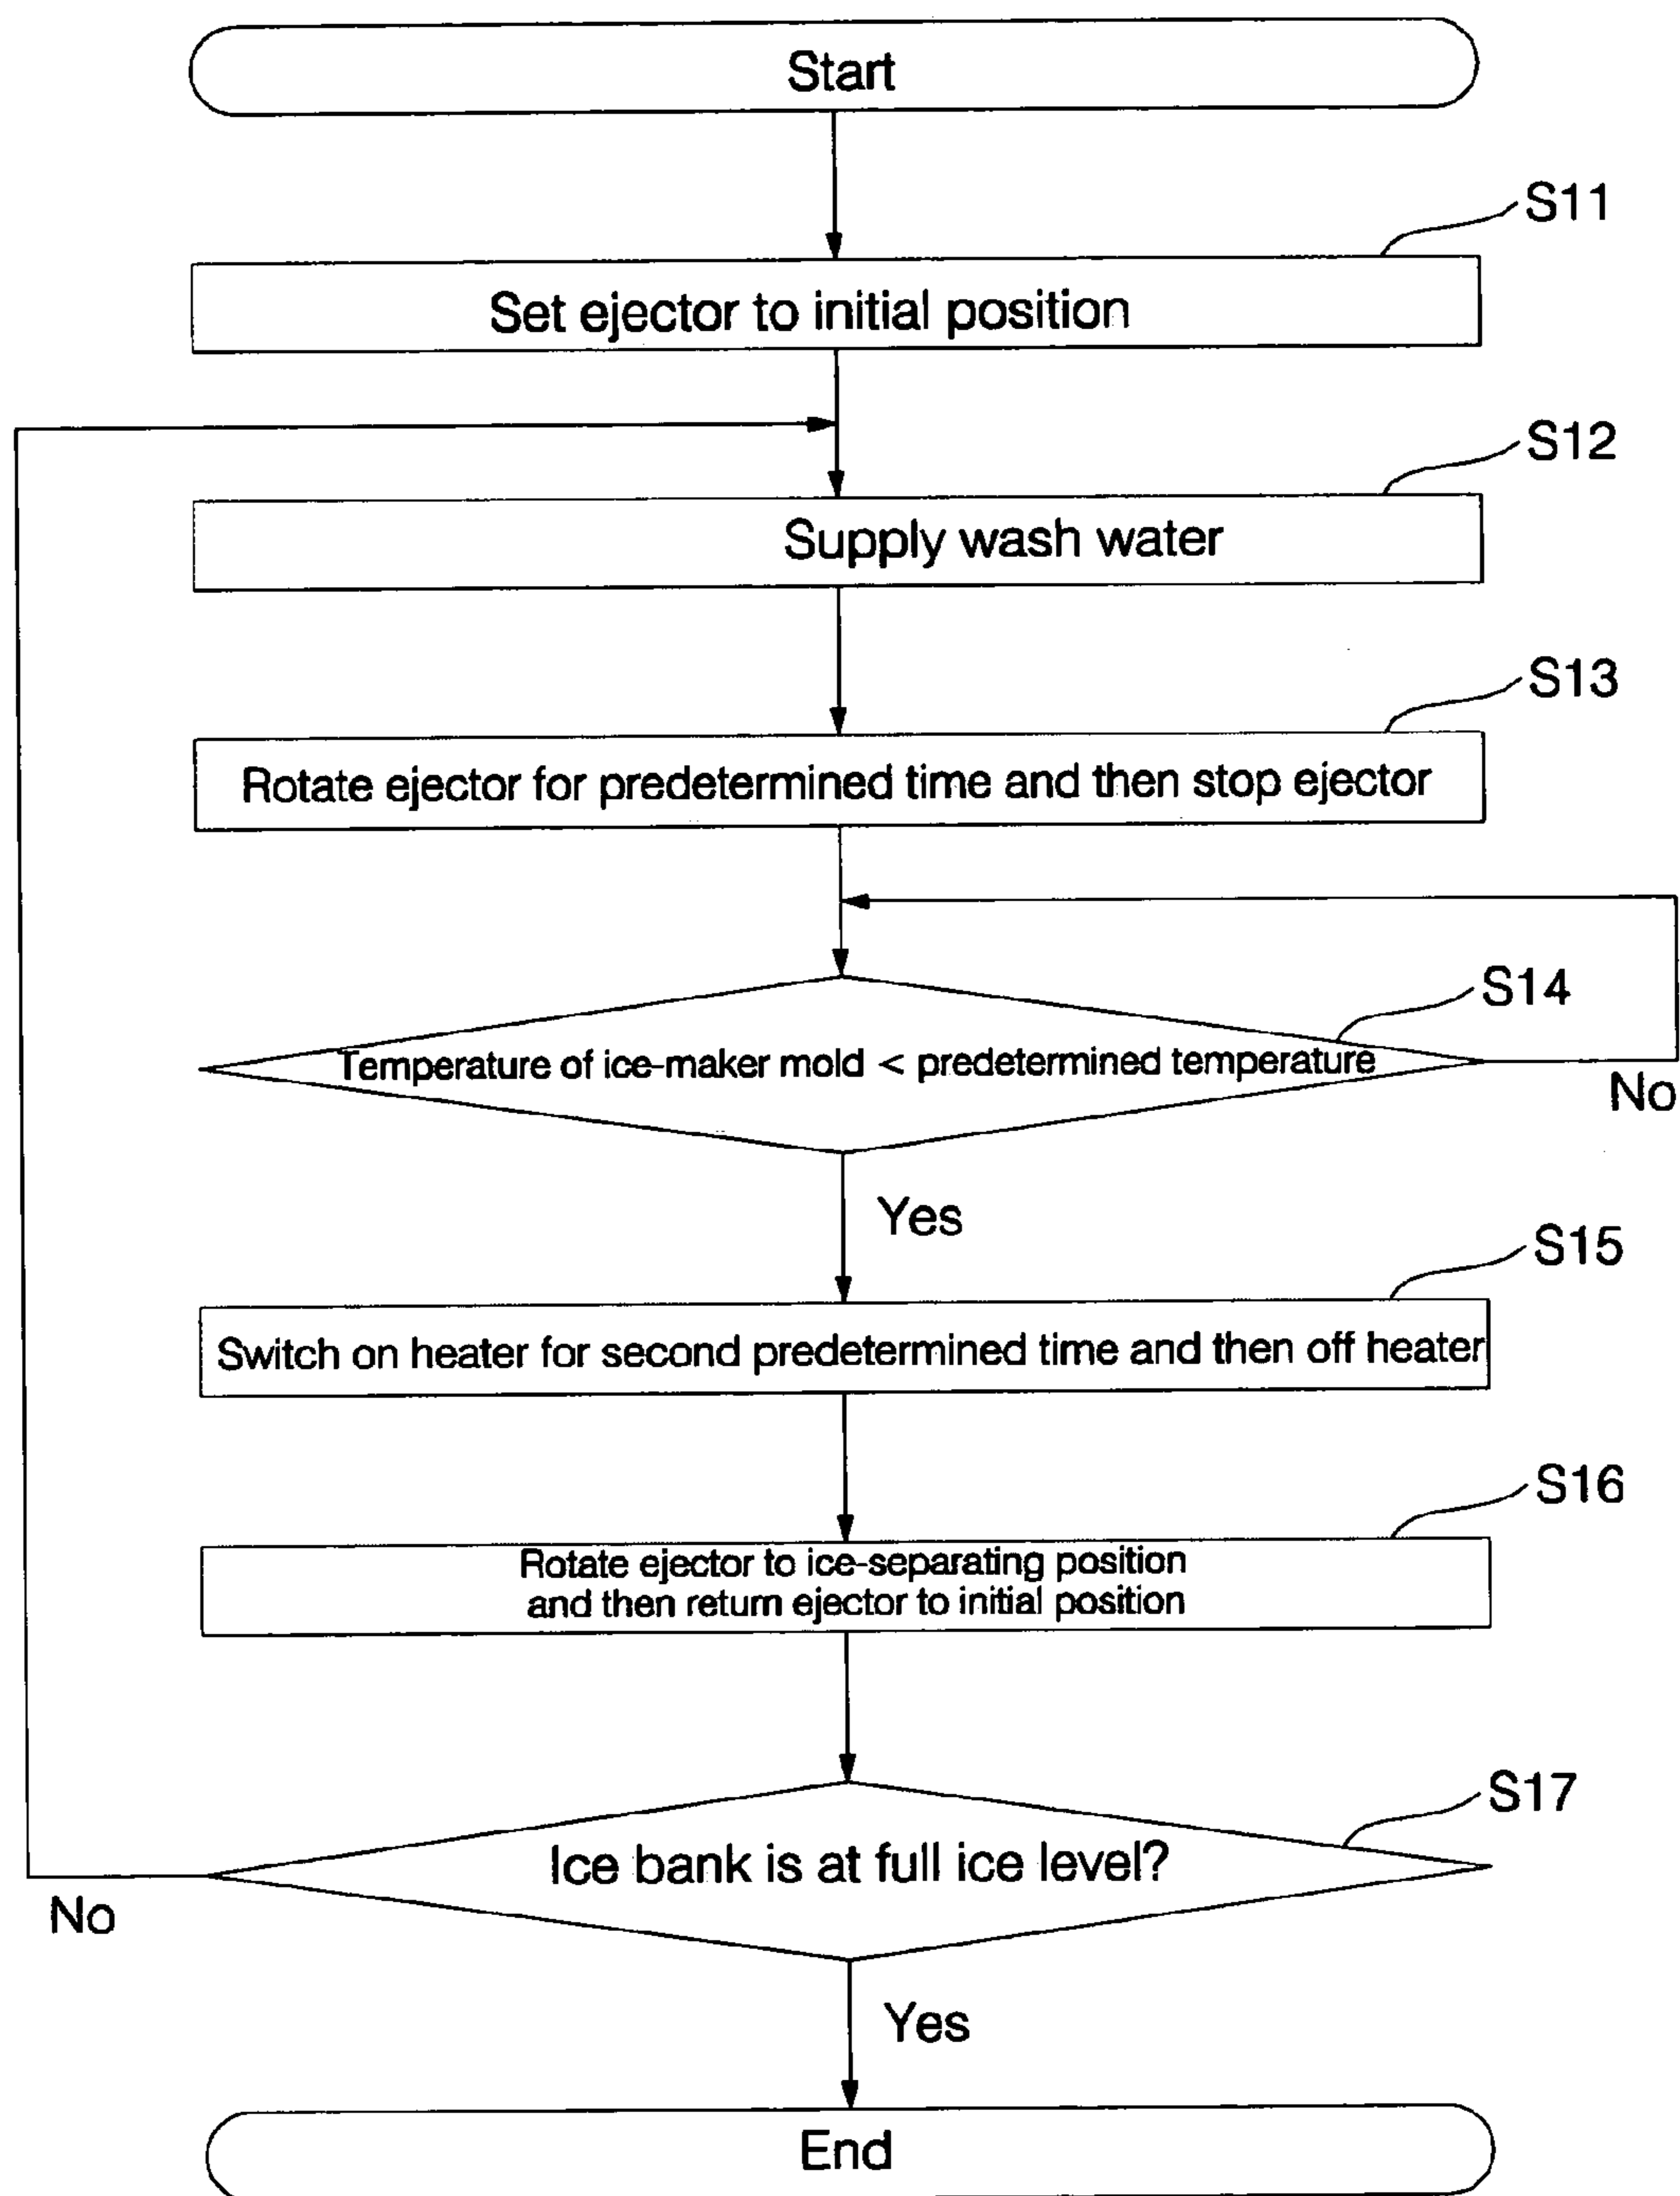 Start
S11
Set ejector to initial position
S12
Supply wash water
S13
Rotate ejector for predetermined time and then stop ejector
S14
Temperature of ice-maker mold < predetermined temperature
No
Yes
S15
Switch on heater for second predetermined time and then off heater
S16
Rotate ejector to ice-separating position
and then return ejector to initial position
S17
Ice bank is at full ice level?
No
Yes
End